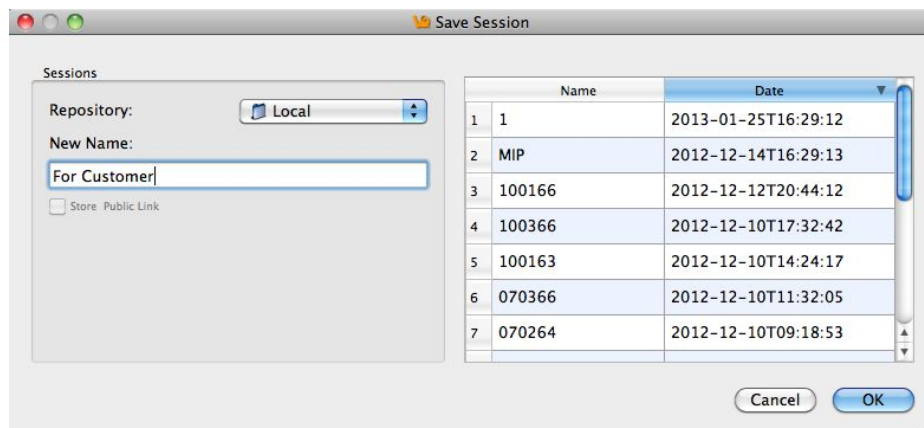 Save Session
Sessions
Repository:
Local
New Name:
For Customer
Store Public Link
Name Date
1 1 2013-01-25T16:29:12
2 MIP 2012-12-14T16:29:13
3 100166 2012-12-12T20:44:12
4 100366 2012-12-10T17:32:42
5 100163 2012-12-10T14:24:17
6 070366 2012-12-10T11:32:05
7 070264 2012-12-10T09:18:53
Cancel OK